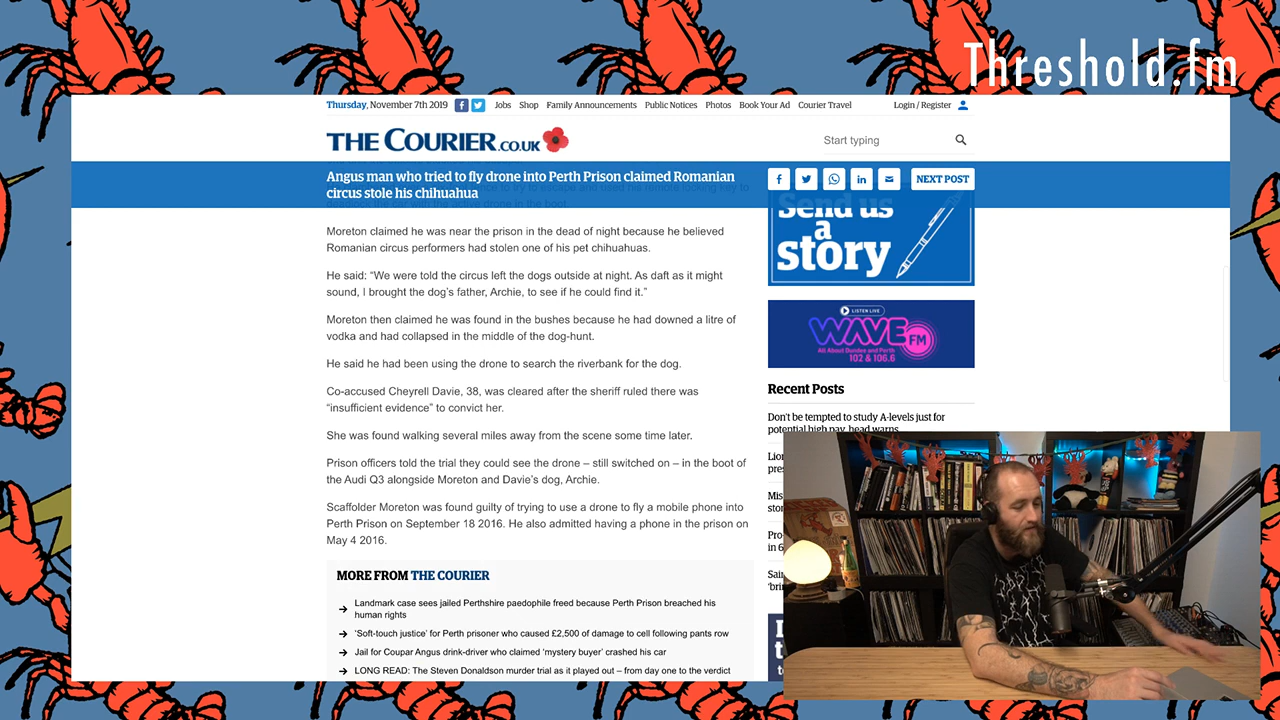 Threshold.fm
Thursday, November 7th 2019 Jobs Shop Family Announcements Public Notices Photos Book Your Ad Courier Travel Login / Register
THE COURIER.CO.UK
Start typing
Angus man who tried to fly drone into Perth Prison claimed Romanian
circus stole his chihuahua
NEXT POST
Moreton claimed he was near the prison in the dead of night because he believed
Romanian circus performers had stolen one of his pet chihuahuas.
He said: “We were told the circus left the dogs outside at night. As daft as it might
sound, I brought the dog’s father, Archie, to see if he could find it.”
Moreton then claimed he was found in the bushes because he had downed a litre of
vodka and had collapsed in the middle of the dog-hunt.
He said he had been using the drone to search the riverbank for the dog.
Co-accused Cheyrell Davie, 38, was cleared after the sheriff ruled there was
“insufficient evidence” to convict her.
She was found walking several miles away from the scene some time later.
Prison officers told the trial they could see the drone – still switched on – in the boot of
the Audi Q3 alongside Moreton and Davie’s dog, Archie.
Scaffolder Moreton was found guilty of trying to use a drone to fly a mobile phone into
Perth Prison on September 18 2016. He also admitted having a phone in the prison on
May 4 2016.
MORE FROM THE COURIER
Landmark case sees jailed Perthshire paedophile freed because Perth Prison breached his
human rights
‘Soft-touch justice’ for Perth prisoner who caused £2,500 of damage to cell following pants row
Jail for Coupar Angus drink-driver who claimed ‘mystery buyer’ crashed his car
LONG READ: The Steven Donaldson murder trial as it played out – from day one to the verdict
Send us
a
story
LISTEN LIVE
WAVE FM
All About Dundee and Perth
102 & 106.6
Recent Posts
Don't be tempted to study A-levels just for
potential high pay, head warns